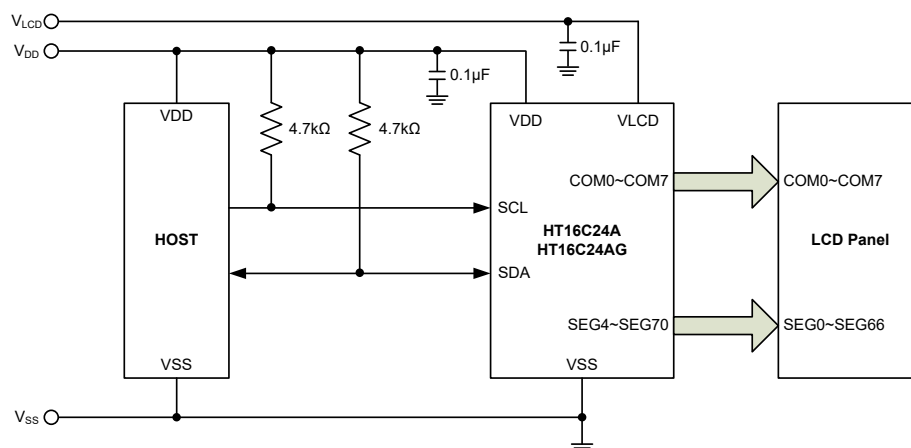 VLCD
VDD
0.1µF
0.1µF
VDD
4.7kΩ
4.7kΩ
VDD
VLCD
COM0~COM7
COM0~COM7
SCL
HOST
HT16C24A
HT16C24AG
LCD Panel
SDA
SEG4~SEG70
SEG0~SEG66
VSS
VSS
VSS